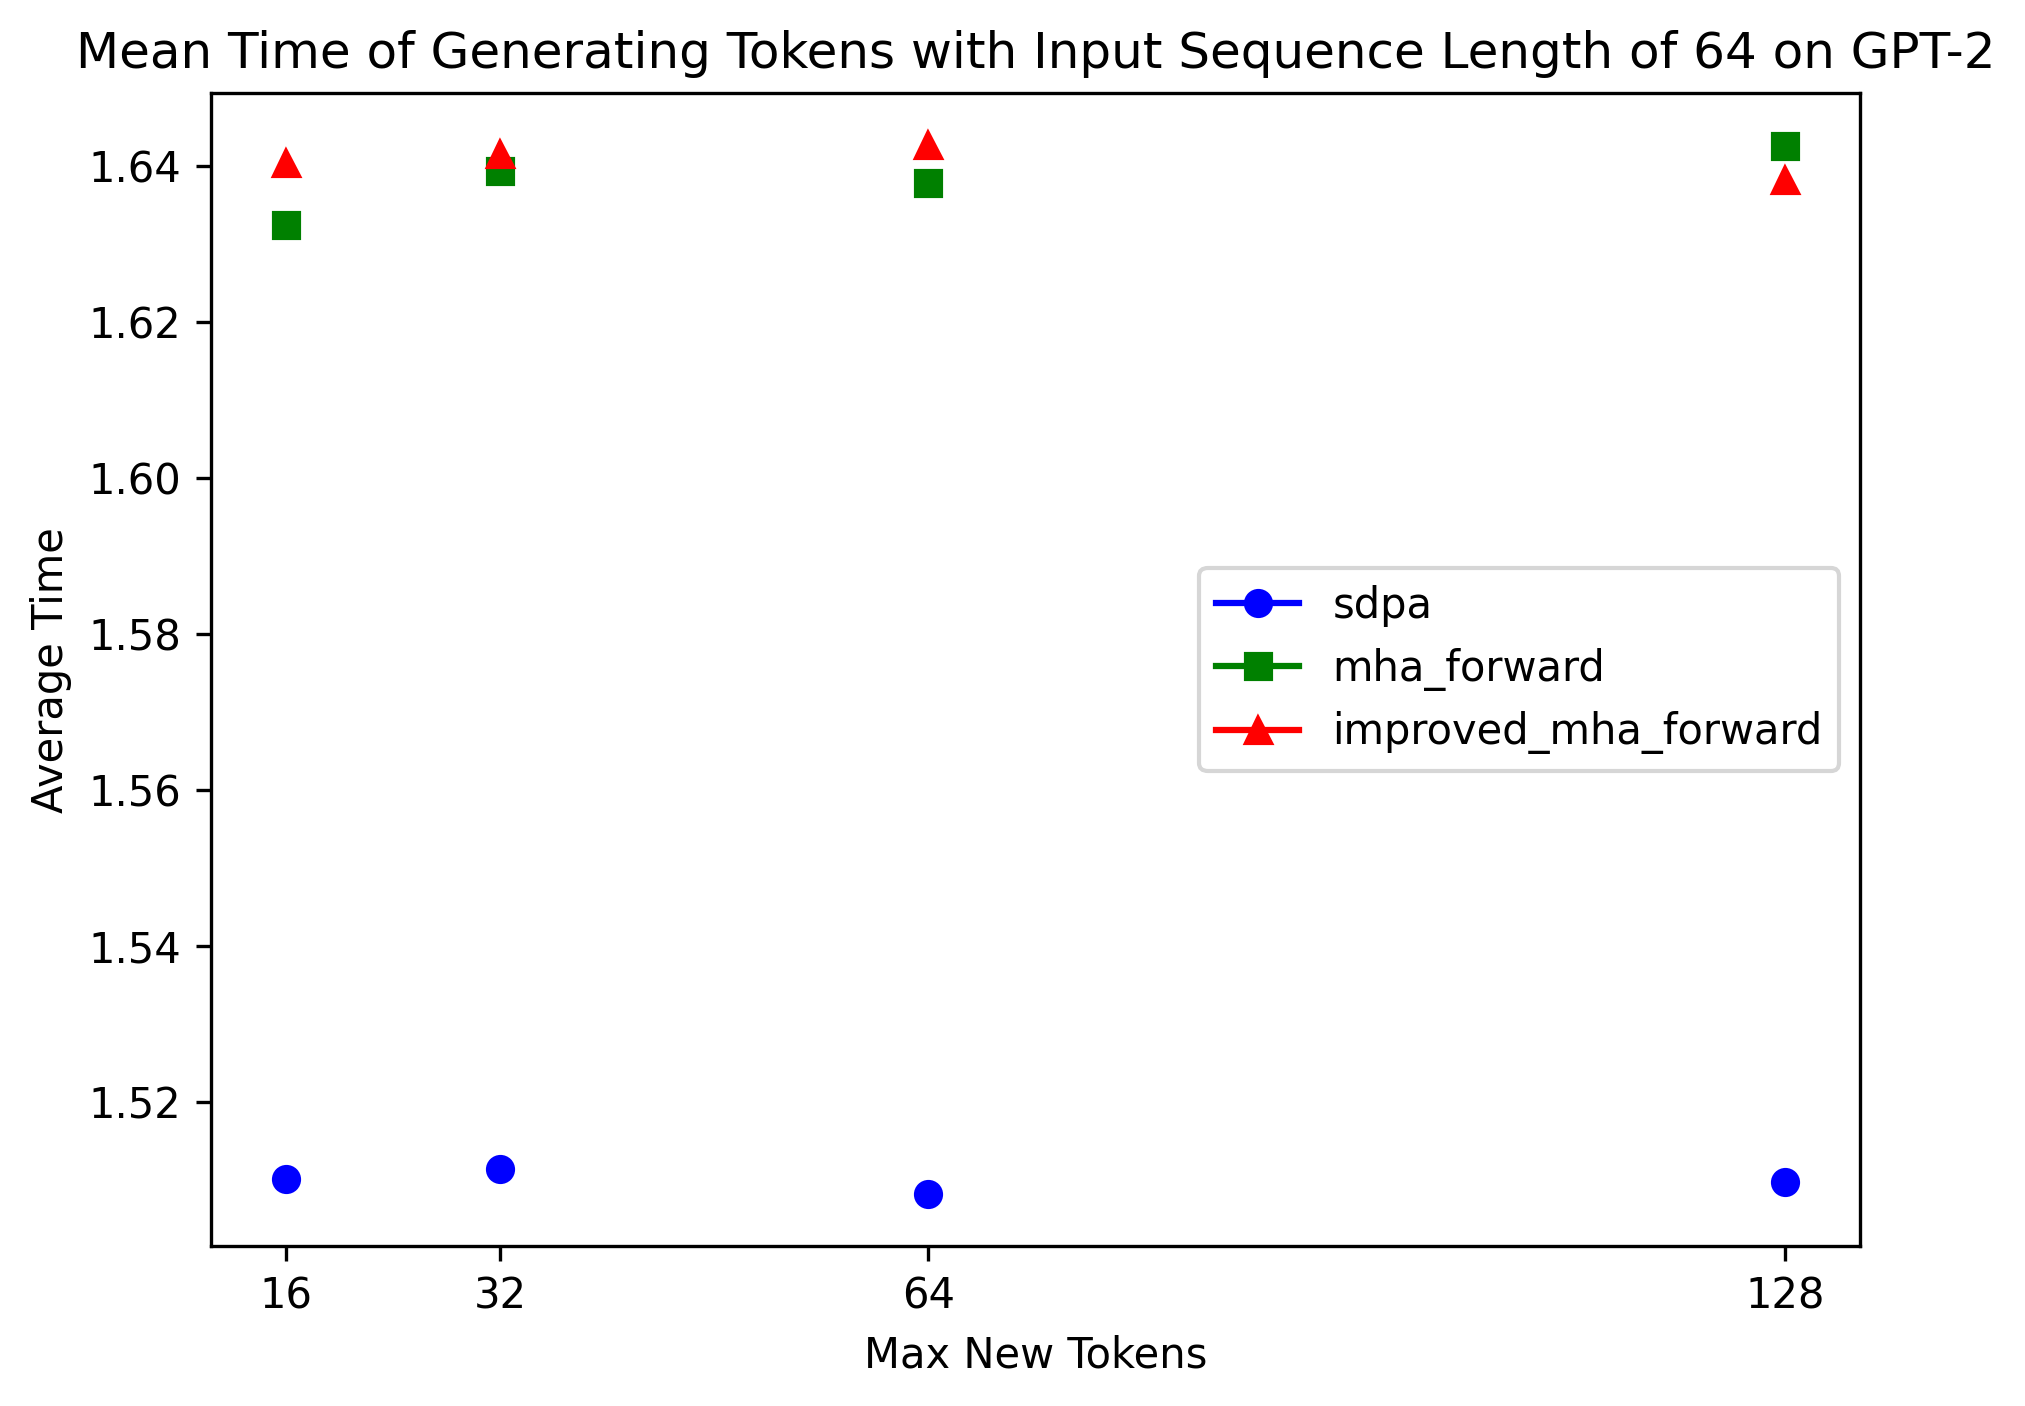 Mean Time of Generating Tokens with Input Sequence Length of 64 on GPT-2
Average Time
1.64
1.62
1.60
1.58
1.56
1.54
1.52
sdpa
mha_forward
improved_mha_forward
16 32 64 128
Max New Tokens